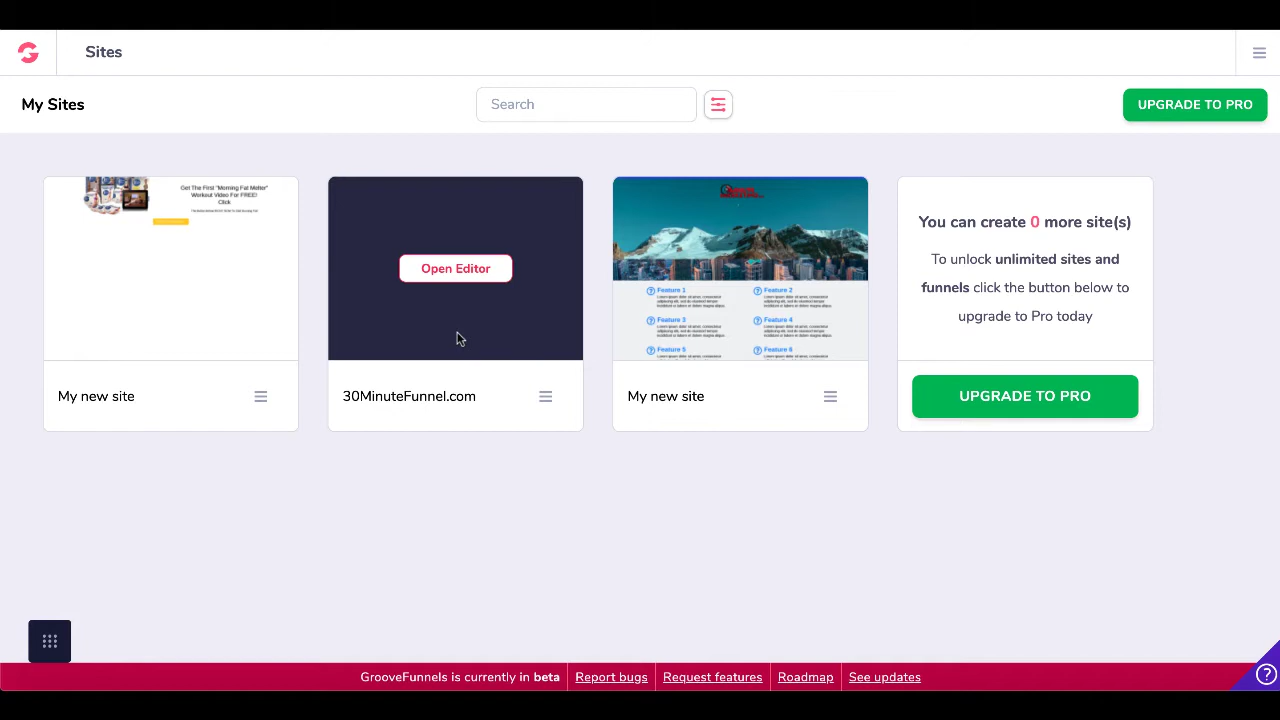 Sites
My Sites
Search
UPGRADE TO PRO
Get The First "Morning Fat Melter"
Workout Video For FREE!
Click
Open Editor
Feature 1
Feature 2
Feature 3
Feature 4
Feature 5
Feature 6
You can create 0 more site(s)
To unlock unlimited sites and
funnels click the button below to
upgrade to Pro today
My new site
30MinuteFunnel.com
My new site
UPGRADE TO PRO
GrooveFunnels is currently in beta
Report bugs
Request features
Roadmap
See updates
?